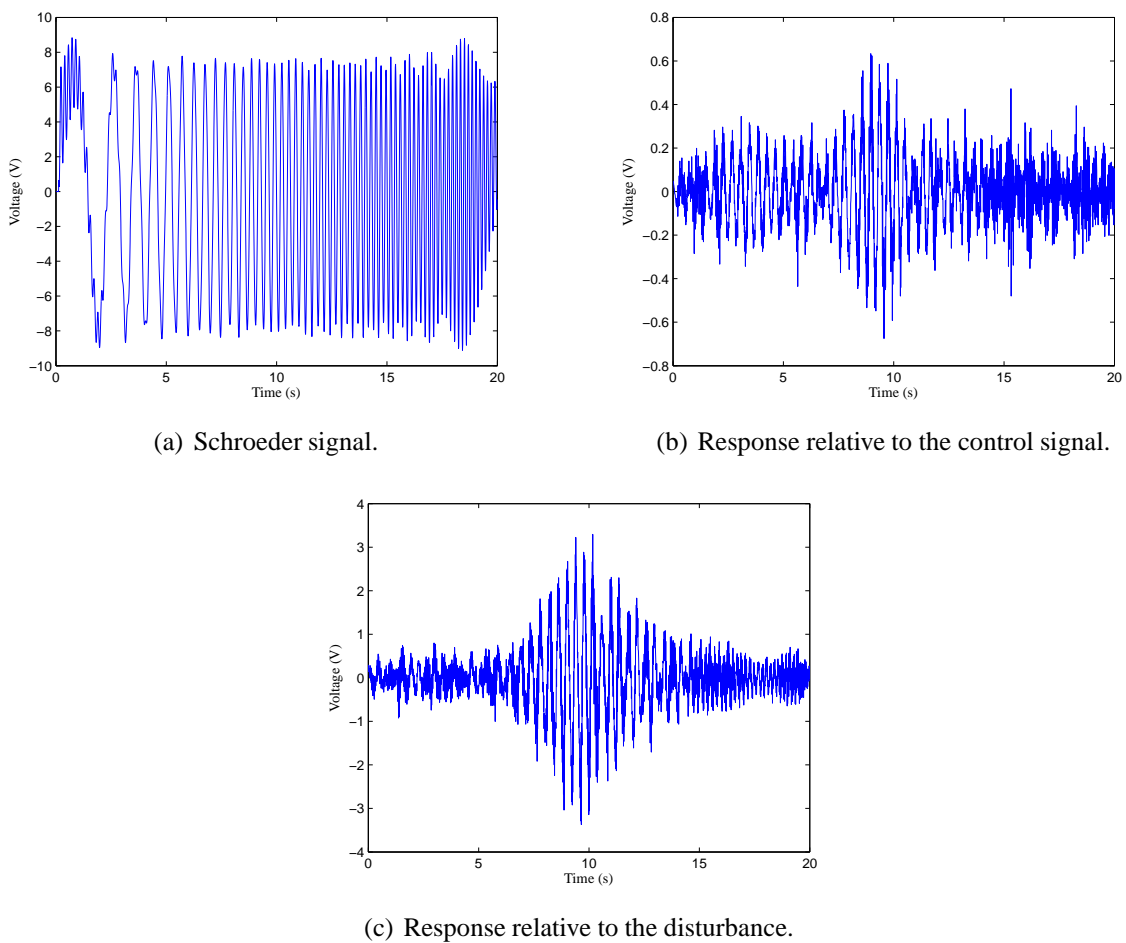 10
8
6
4
2
0
−2
−4
−6
−8
−10
Voltage (V)
0 5 10 15 20
Time (s)
(a) Schroeder signal.
0.8
0.6
0.4
0.2
0
−0.2
−0.4
−0.6
−0.8
Voltage (V)
0 5 10 15 20
Time (s)
(b) Response relative to the control signal.
4
3
2
1
0
−1
−2
−3
−4
Voltage (V)
0 5 10 15 20
Time (s)
(c) Response relative to the disturbance.